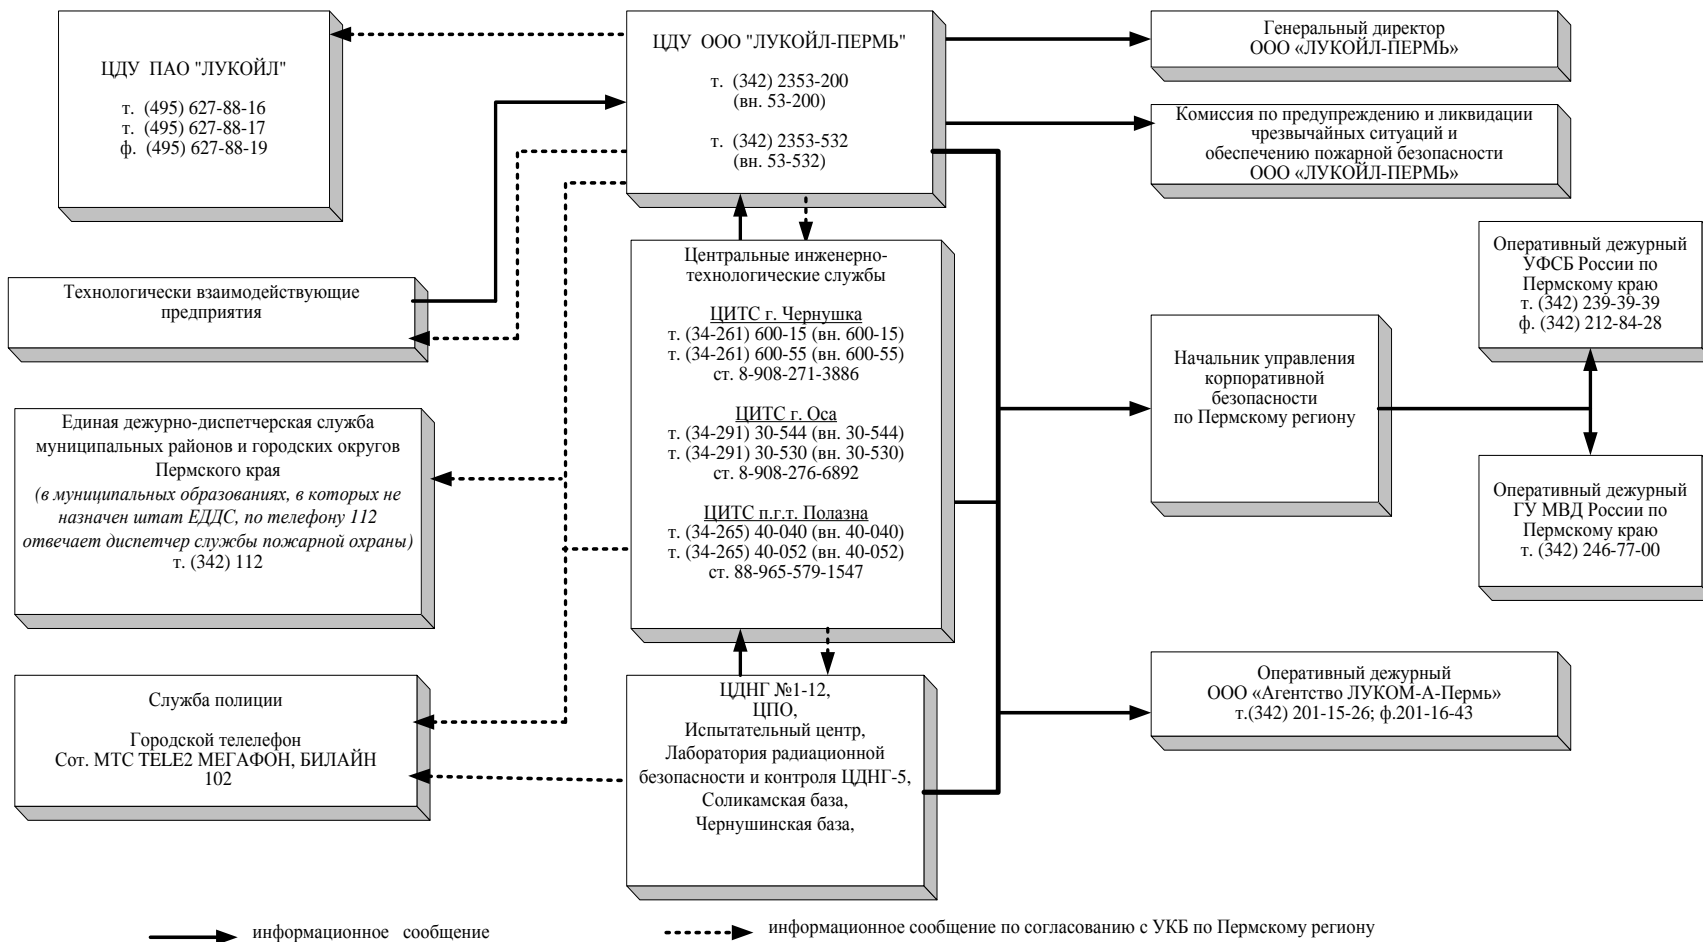 ЦДУ ПАО "ЛУКОЙЛ"
т. (495) 627-88-16
т. (495) 627-88-17
ф. (495) 627-88-19
ЦДУ ООО "ЛУКОЙЛ-ПЕРМЬ"
т. (342) 2353-200
(вн. 53-200)
т. (342) 2353-532
(вн. 53-532)
Генеральный директор
ООО «ЛУКОЙЛ-ПЕРМЬ»
Комиссия по предупреждению и ликвидации
чрезвычайных ситуаций и
обеспечению пожарной безопасности
ООО «ЛУКОЙЛ-ПЕРМЬ»
Технологически взаимодействующие
предприятия
Центральные инженерно-
технологические службы
ЦИТС г. Чернушка
т. (34-261) 600-15 (вн. 600-15)
т. (34-261) 600-55 (вн. 600-55)
ст. 8-908-271-3886
ЦИТС г. Оса
т. (34-291) 30-544 (вн. 30-544)
т. (34-291) 30-530 (вн. 30-530)
ст. 8-908-276-6892
ЦИТС п.г.т. Полазна
т. (34-265) 40-040 (вн. 40-040)
т. (34-265) 40-052 (вн. 40-052)
ст. 88-965-579-1547
Начальник управления
корпоративной
безопасности
по Пермскому региону
Оперативный дежурный
УФСБ России по
Пермскому краю
т. (342) 239-39-39
ф. (342) 212-84-28
Оперативный дежурный
ГУ МВД России по
Пермскому краю
т. (342) 246-77-00
Единая дежурно-диспетчерская служба
муниципальных районов и городских округов
Пермского края
(в муниципальных образованиях, в которых не
назначен штат ЕДДС, по телефону 112
отвечает диспетчер службы пожарной охраны)
т. (342) 112
Служба полиции
Городской телелефон
Сот. МТС TELE2 МЕГАФОН, БИЛАЙН
102
ЦДНГ №1-12,
ЦПО,
Испытательный центр,
Лаборатория радиационной
безопасности и контроля ЦДНГ-5,
Соликамская база,
Чернушинская база,
Оперативный дежурный
ООО «Агентство ЛУКОМ-А-Пермь»
т.(342) 201-15-26; ф.201-16-43
информационное сообщение
информационное сообщение по согласованию с УКБ по Пермскому региону